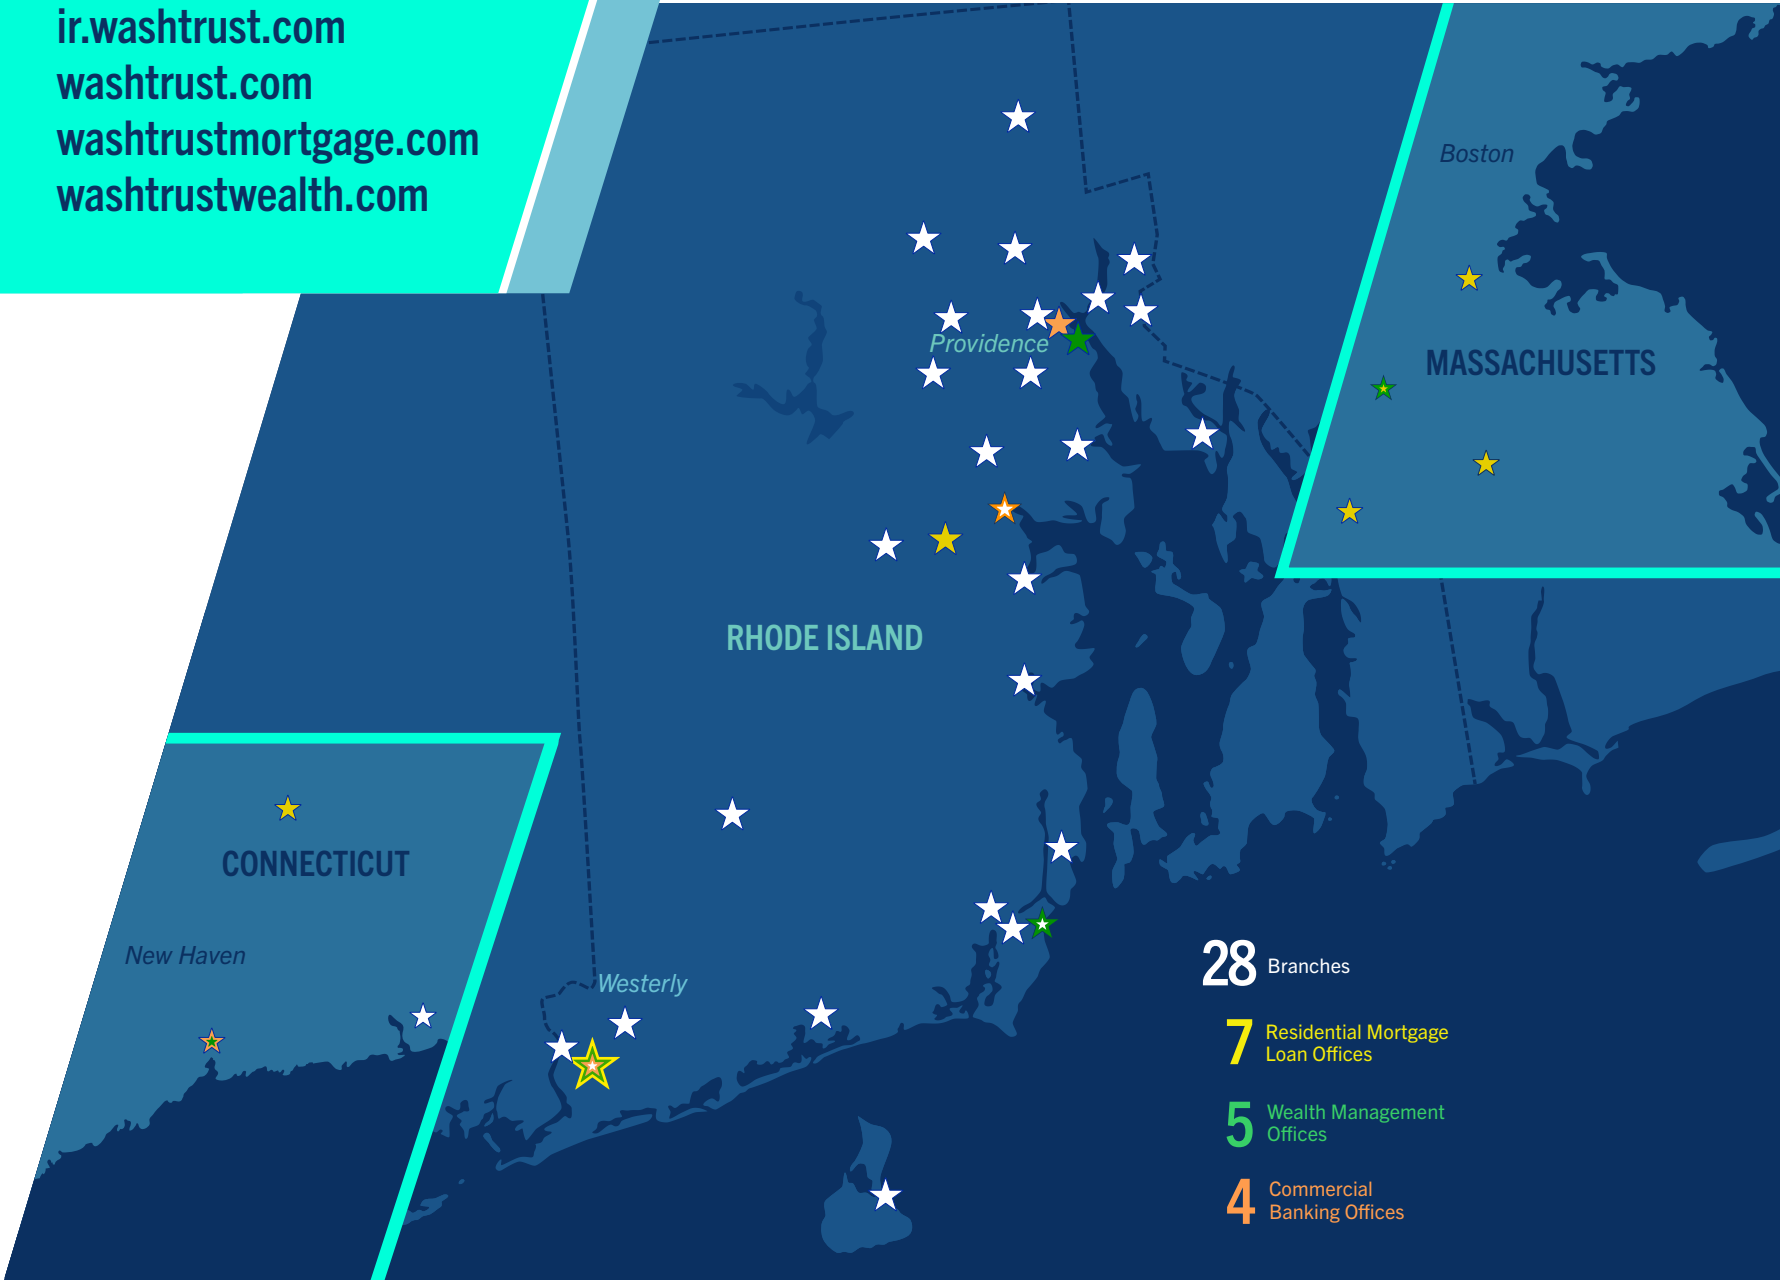 ir.washtrust.com
washtrust.com
washtrustmortgage.com
washtrustwealth.com
Boston
Providence
MASSACHUSETTS
RHODE ISLAND
CONNECTICUT
New Haven
Westerly
28 Branches
7 Residential Mortgage
Loan Offices
5 Wealth Management
Offices
4 Commercial
Banking Offices